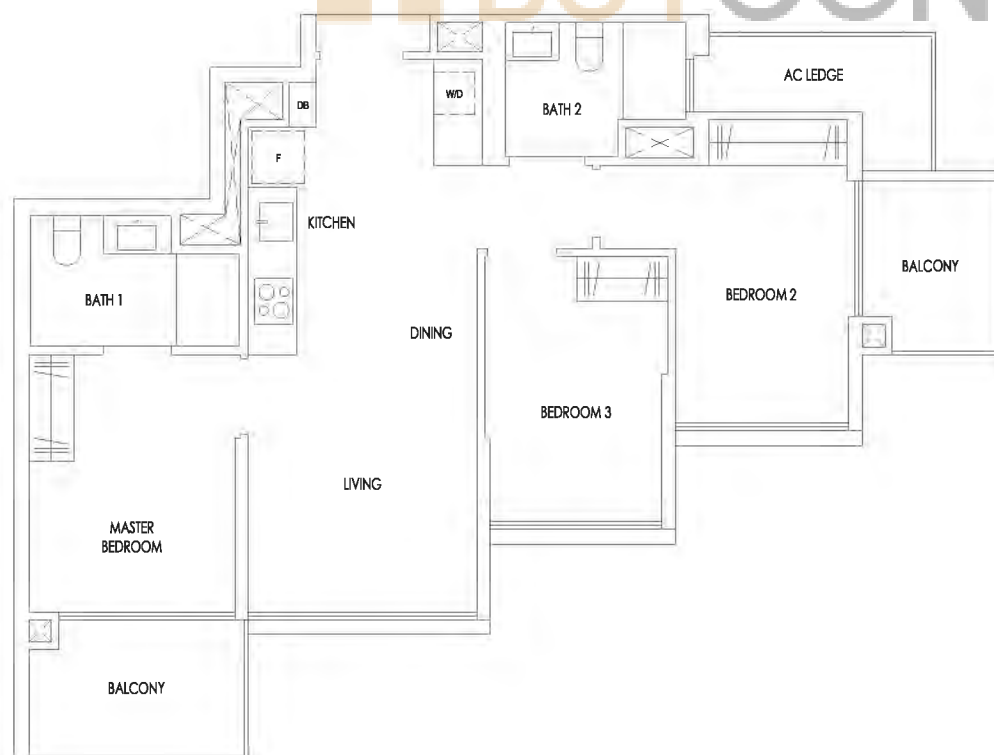 AC LEDGE
W/D
DB
BATH 2
F
KITCHEN
BALCONY
BATH 1
BEDROOM 2
DINING
BEDROOM 3
LIVING
MASTER
BEDROOM
BALCONY